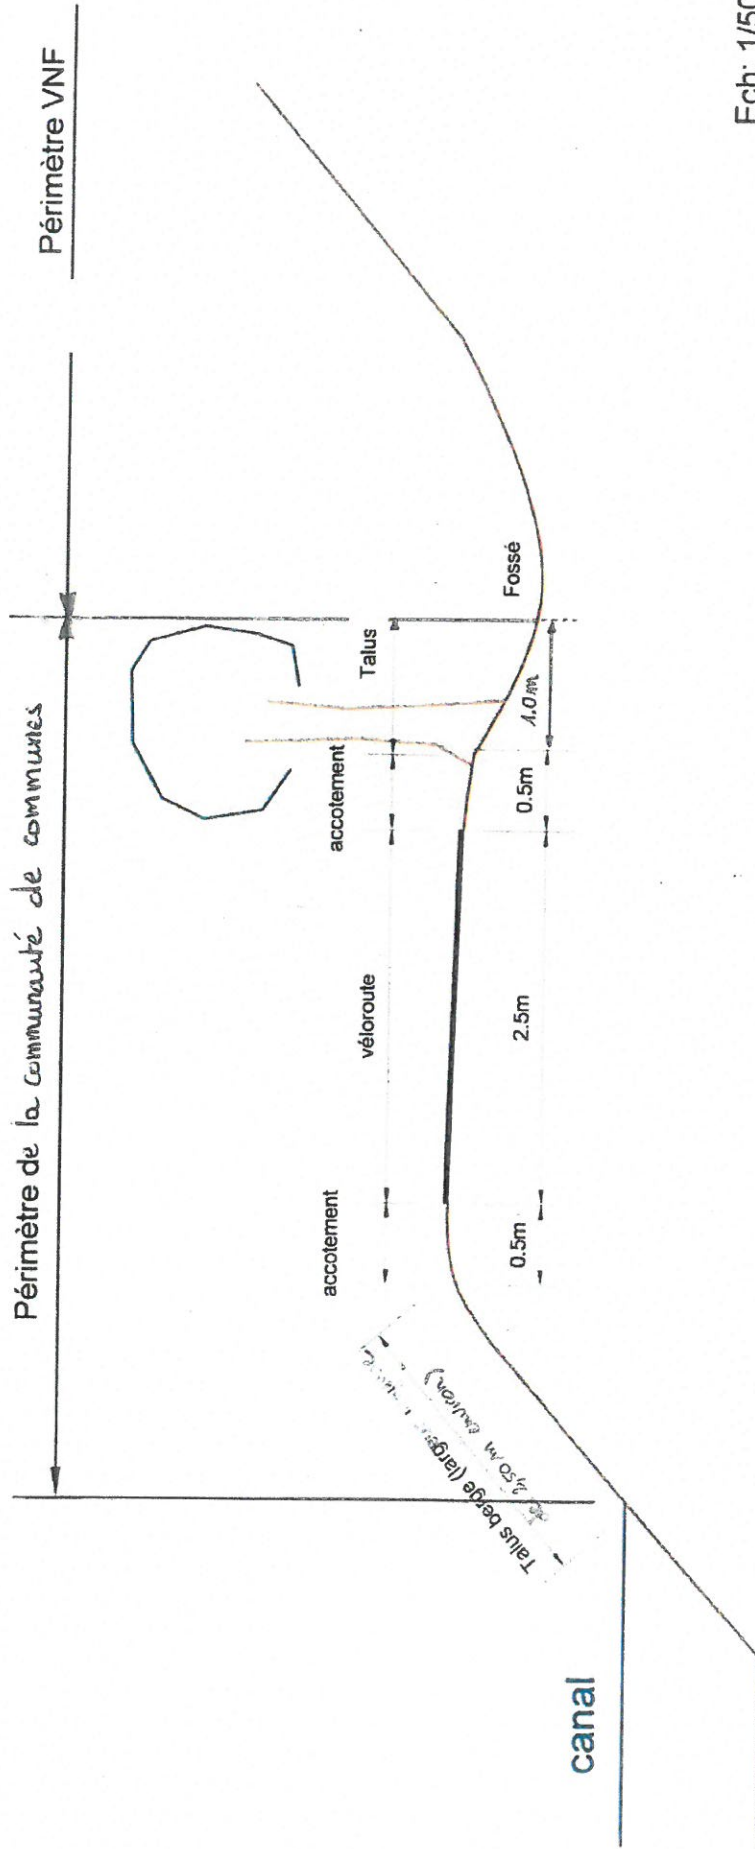 Périmètre de la communauté de communes
Périmètre VNF
accotement
véloroute
accotement
Talus
Fossé
0.5m
2.5m
0.5m
1.0m
Talus berge (largeur
2,50 m environ)
canal
Ech: 1/50